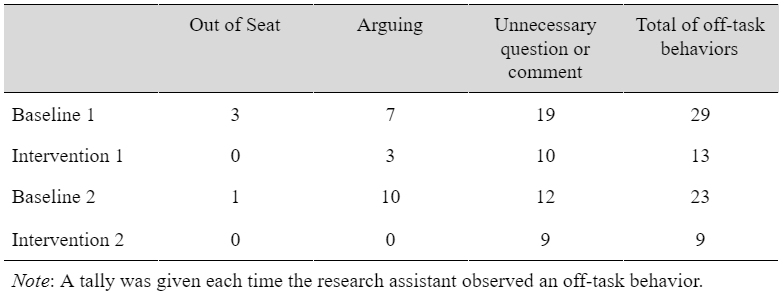 Out of Seat Arguing Unnecessary question or comment Total of off-task behaviors
Baseline 1 3 7 19 29
Intervention 1 0 3 10 13
Baseline 2 1 10 12 23
Intervention 2 0 0 9 9
Note: A tally was given each time the research assistant observed an off-task behavior.